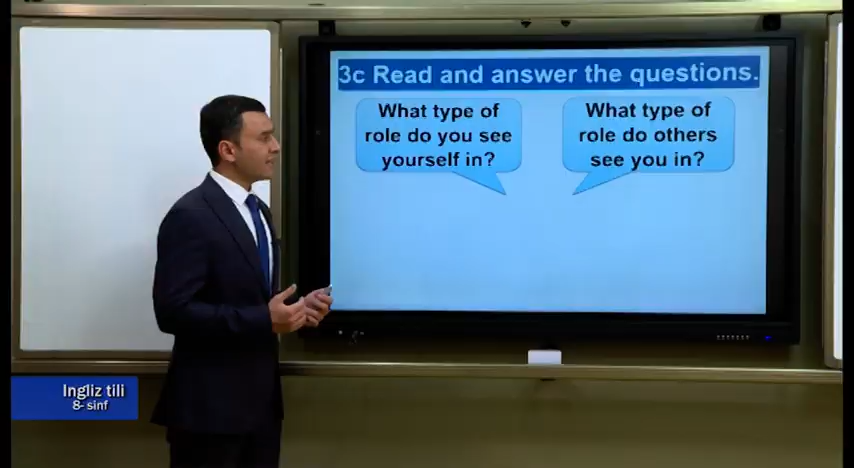 3c Read and answer the questions.
What type of
role do you see
yourself in?
What type of
role do others
see you in?
Ingliz tili
8- sinf